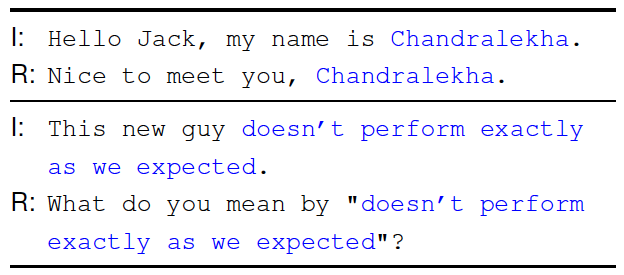 I: Hello Jack, my name is Chandralekha.
R: Nice to meet you, Chandralekha.
I: This new guy doesn't perform exactly
as we expected.
R: What do you mean by "doesn't perform
exactly as we expected"?